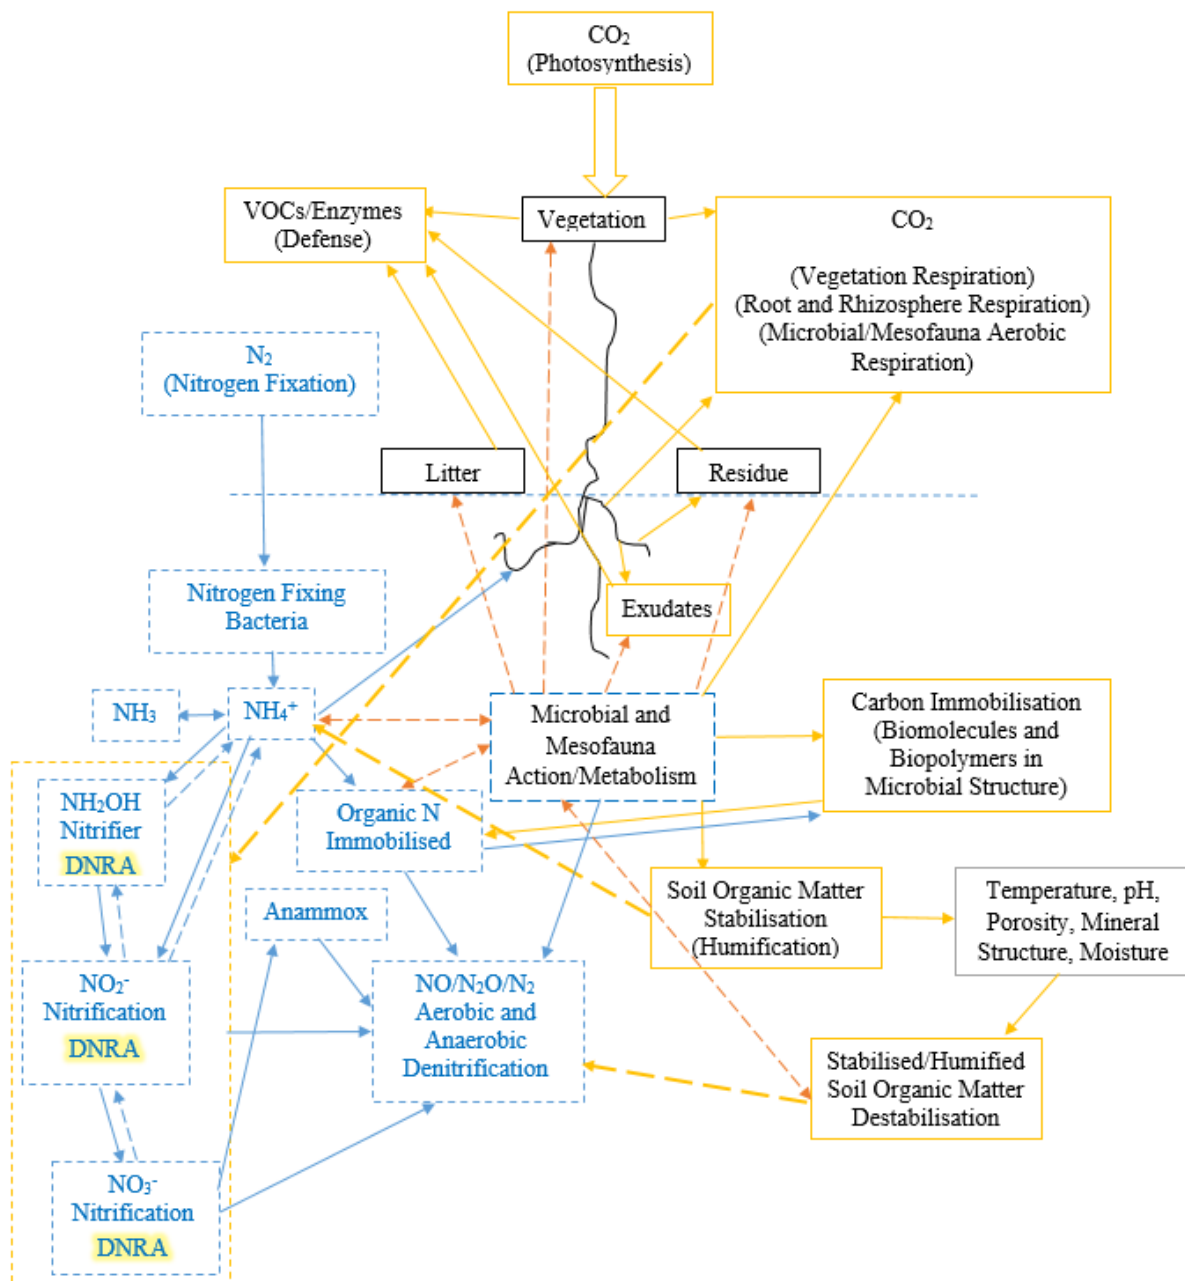 CO₂
(Photosynthesis)
VOCs/Enzymes
(Defense)
Vegetation
CO₂
(Vegetation Respiration)
(Root and Rhizosphere Respiration)
(Microbial/Mesofauna Aerobic
Respiration)
N₂
(Nitrogen Fixation)
Litter
Residue
Nitrogen Fixing
Bacteria
Exudates
NH₃
NH₄⁺
Microbial and
Mesofauna
Action/Metabolism
Carbon Immobilisation
(Biomolecules and
Biopolymers in
Microbial Structure)
NH₂OH
Nitrifier
DNRA
Organic N
Immobilised
Anammox
Soil Organic Matter
Stabilisation
(Humification)
Temperature, pH,
Porosity, Mineral
Structure, Moisture
NO₂⁻
Nitrification
DNRA
NO/N₂O/N₂
Aerobic and
Anaerobic
Denitrification
Stabilised/Humified
Soil Organic Matter
Destabilisation
NO₃⁻
Nitrification
DNRA